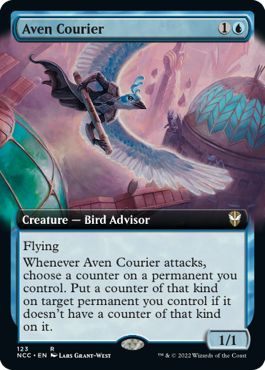 Aven Courier 1
Creature — Bird Advisor
Flying
Whenever Aven Courier attacks,
choose a counter on a permanent you
control. Put a counter of that kind
on target permanent you control if it
doesn't have a counter of that kind
on it.
1/1
123 R
NCC • EN Lars Grant-West
™ & © 2022 Wizards of the Coast